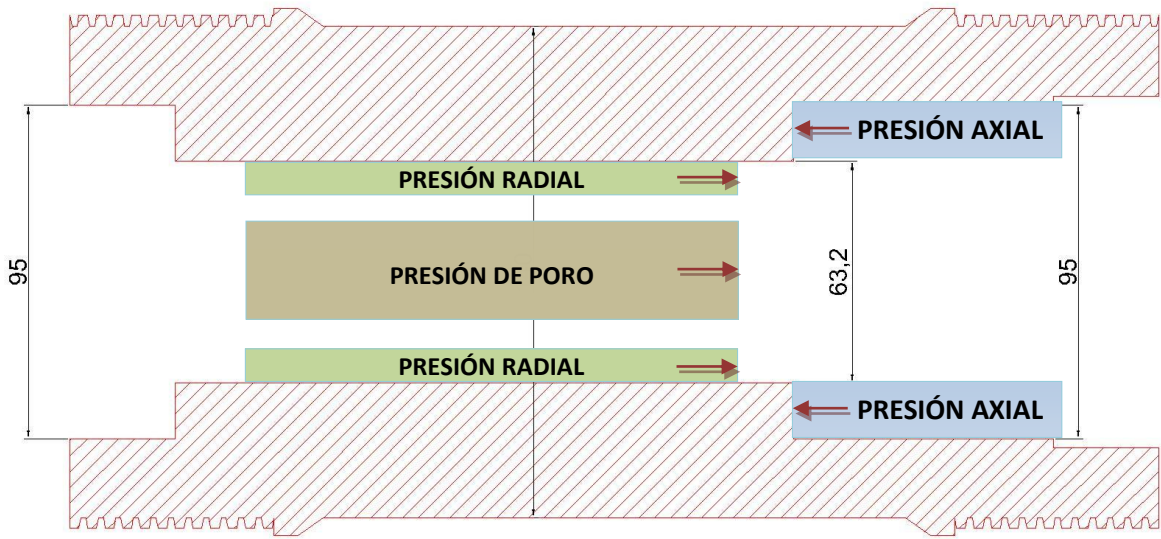 PRESIÓN AXIAL
PRESIÓN RADIAL
95
PRESIÓN DE PORO
63,2
95
PRESIÓN RADIAL
PRESIÓN AXIAL